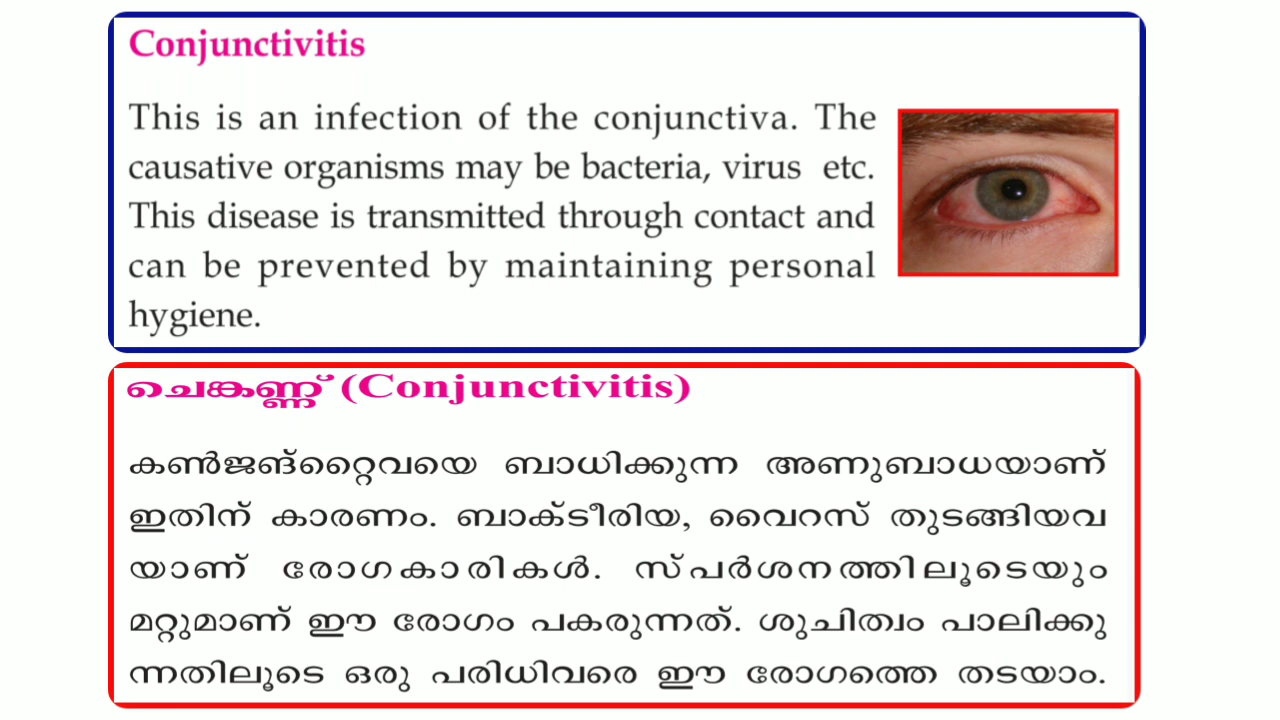 Conjunctivitis
This is an infection of the conjunctiva. The
causative organisms may be bacteria, virus etc.
This disease is transmitted through contact and
can be prevented by maintaining personal
hygiene.
ചെങ്കണ്ണ് (Conjunctivitis)
കൺജങ്റ്റൈവയെ ബാധിക്കുന്ന അണുബാധയാണ്
ഇതിന് കാരണം. ബാക്ടീരിയ, വൈറസ് തുടങ്ങിയവ
യാണ് രോഗകാരികൾ. സ്പർശനത്തിലൂടെയും
മറ്റുമാണ് ഈ രോഗം പകരുന്നത്. ശുചിത്വം പാലിക്കു
ന്നതിലൂടെ ഒരു പരിധിവരെ ഈ രോഗത്തെ തടയാം.